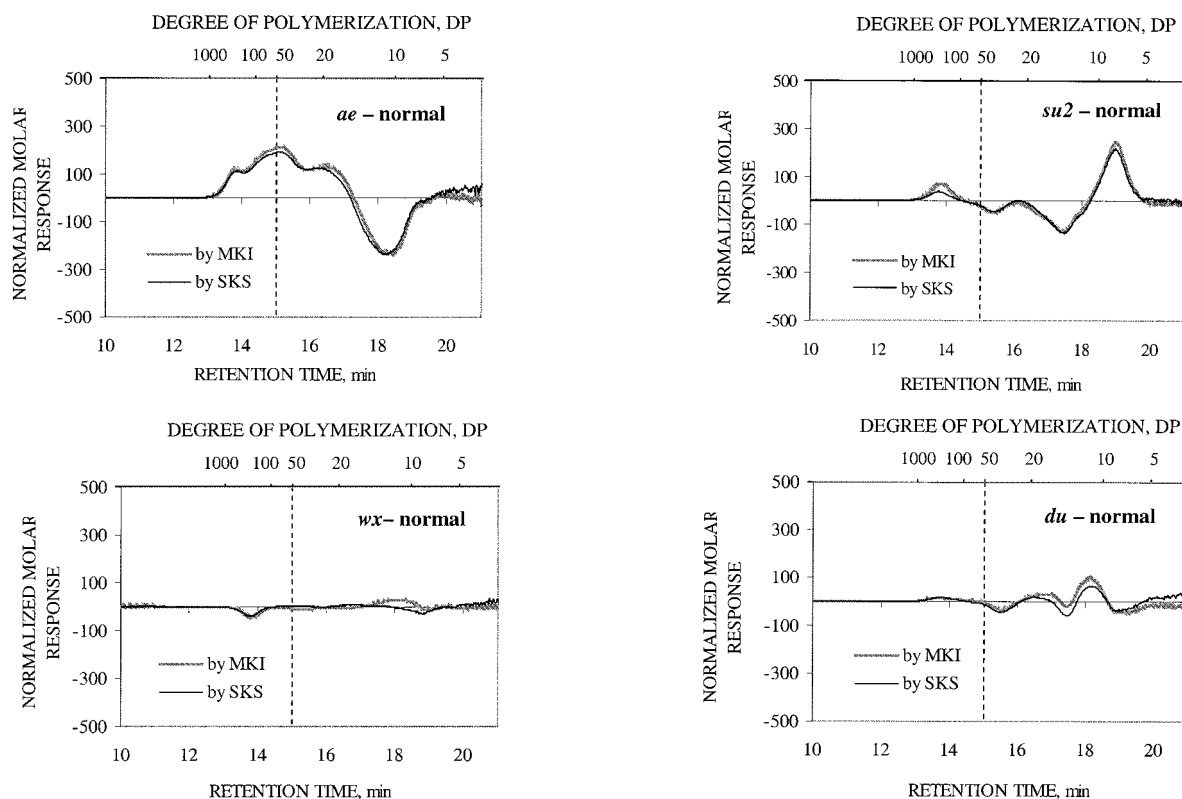 DEGREE OF POLYMERIZATION, DP
1000 100 50 20 10 5
500
300
100
-100
-300
-500
NORMALIZED MOLAR
RESPONSE
ae – normal
by MKI
by SKS
10 12 14 16 18 20
RETENTION TIME, min
DEGREE OF POLYMERIZATION, DP
1000 100 50 20 10 5
500
300
100
-100
-300
-500
NORMALIZED MOLAR
RESPONSE
su2 – normal
by MKI
by SKS
10 12 14 16 18 20
RETENTION TIME, min
DEGREE OF POLYMERIZATION, DP
1000 100 50 20 10 5
500
300
100
-100
-300
-500
NORMALIZED MOLAR
RESPONSE
wx– normal
by MKI
by SKS
10 12 14 16 18 20
RETENTION TIME, min
DEGREE OF POLYMERIZATION, DP
1000 100 50 20 10 5
500
300
100
-100
-300
-500
NORMALIZED MOLAR
RESPONSE
du – normal
by MKI
by SKS
10 12 14 16 18 20
RETENTION TIME, min